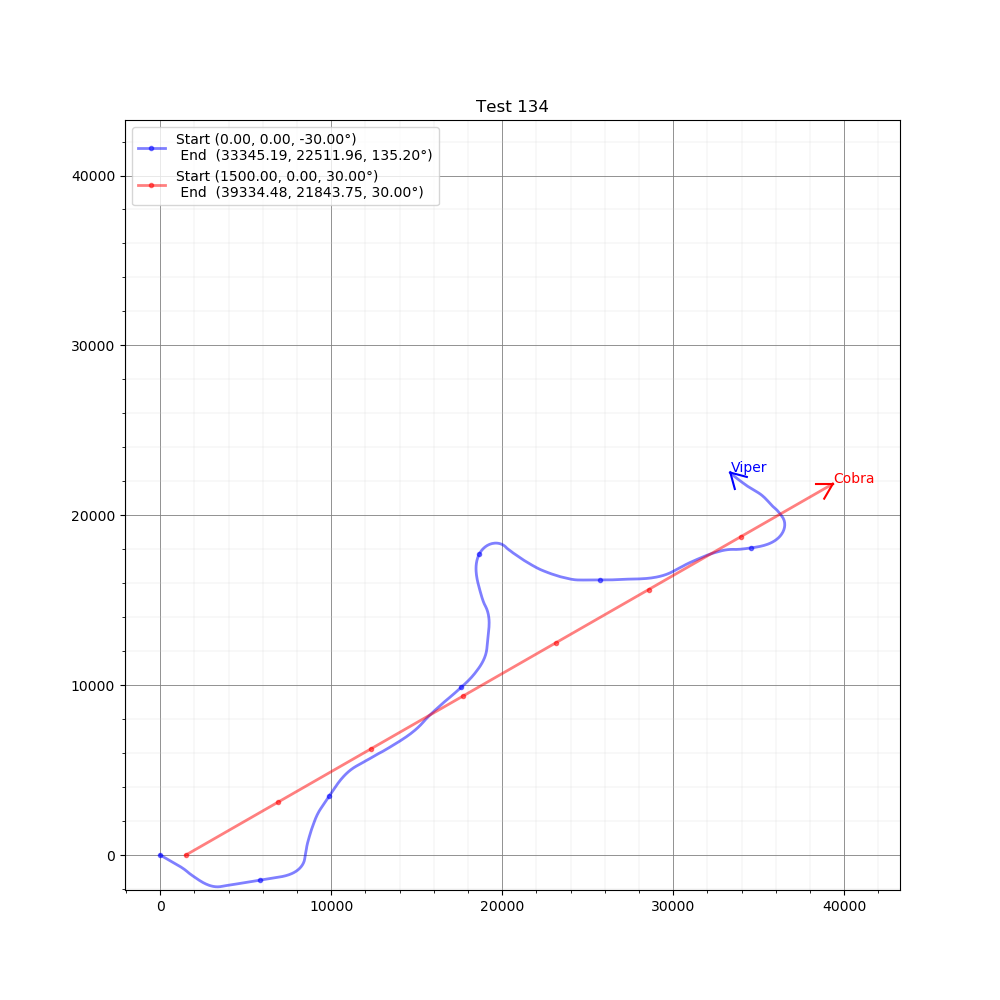 Test 134
Start (0.00, 0.00, -30.00°)
End (33345.19, 22511.96, 135.20°)
Start (1500.00, 0.00, 30.00°)
End (39334.48, 21843.75, 30.00°)
40000
30000
20000
10000
0
Viper
Cobra
0 10000 20000 30000 40000